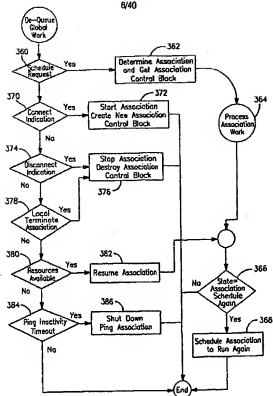 6/40
De-Queue
Global
Work
360
Schedule
Request
Yes
362
Determine Association
and Get Association
Control Block
No
370
Connect
Indication
Yes
372
Start Association
Create New Association
Control Block
364
Process
Association
Work
No
374
Disconnect
Indication
Yes
Stop Association
Destroy Association
Control Block
376
No
378
Local
Terminate
Association
Yes
No
380
Resources
Available
Yes
382
Resume Association
No
366
State=
Association
Schedule
Again
No
384
Ping Inactivity
Timeout
Yes
386
Shut Down
Ping Association
Yes
368
Schedule Association
to Run Again
No
End